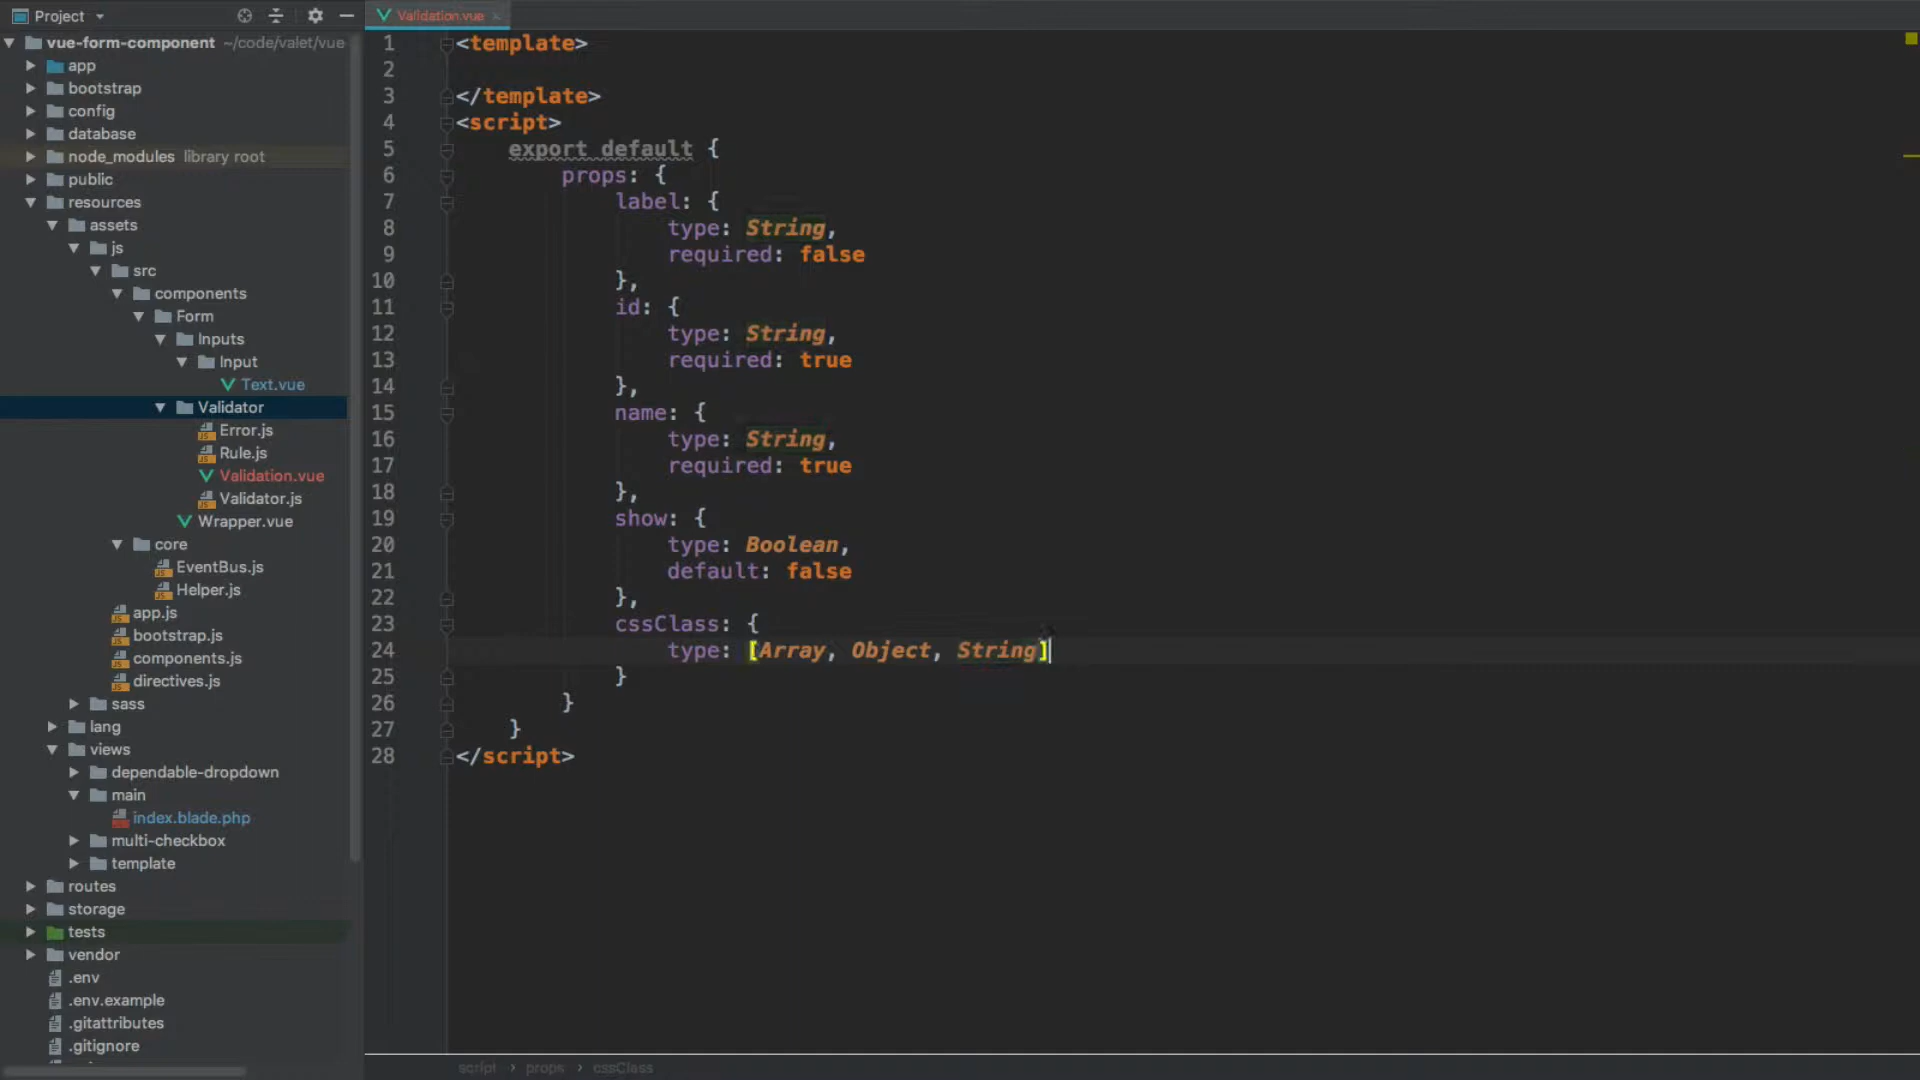 Project
vue-form-component ~/code/valet/vue
app
bootstrap
config
database
node_modules library root
public
resources
assets
js
src
components
Form
Inputs
Input
Text.vue
Validator
Error.js
Rule.js
Validation.vue
Validator.js
Wrapper.vue
core
EventBus.js
Helper.js
app.js
bootstrap.js
components.js
directives.js
sass
lang
views
dependable-dropdown
main
index.blade.php
multi-checkbox
template
routes
storage
tests
vendor
.env
.env.example
.gitattributes
.gitignore
Validation.vue
1 <template>
2
3 </template>
4 <script>
5 export default {
6 props: {
7 label: {
8 type: String,
9 required: false
10 },
11 id: {
12 type: String,
13 required: true
14 },
15 name: {
16 type: String,
17 required: true
18 },
19 show: {
20 type: Boolean,
21 default: false
22 },
23 cssClass: {
24 type: [Array, Object, String]
25 }
26 }
27 }
28 </script>
script › props › cssClass